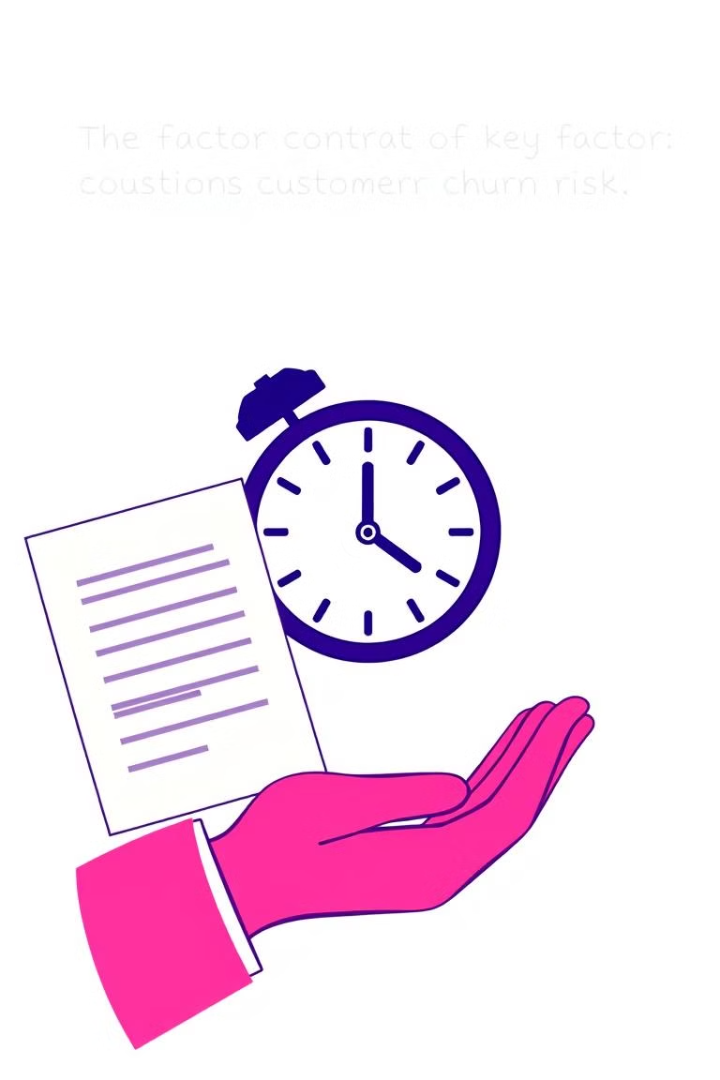 The factor contrat of key factor:
coustions customerr churn risk.